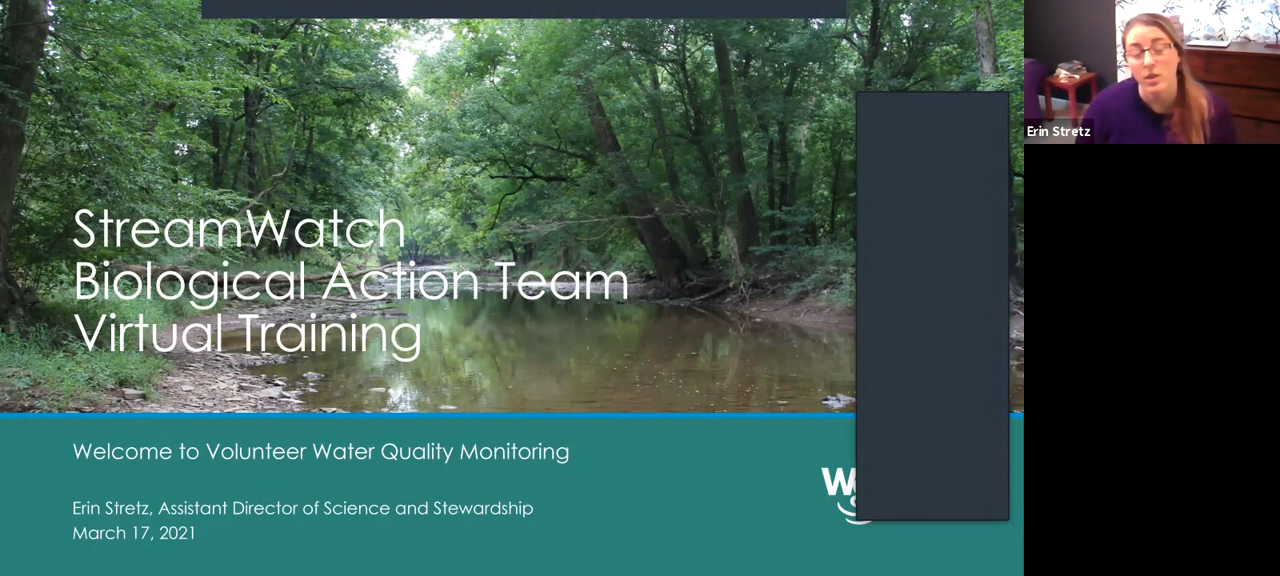 StreamWatch
Biological Action Team
Virtual Training
Welcome to Volunteer Water Quality Monitoring
Erin Stretz, Assistant Director of Science and Stewardship
March 17, 2021
Erin Stretz